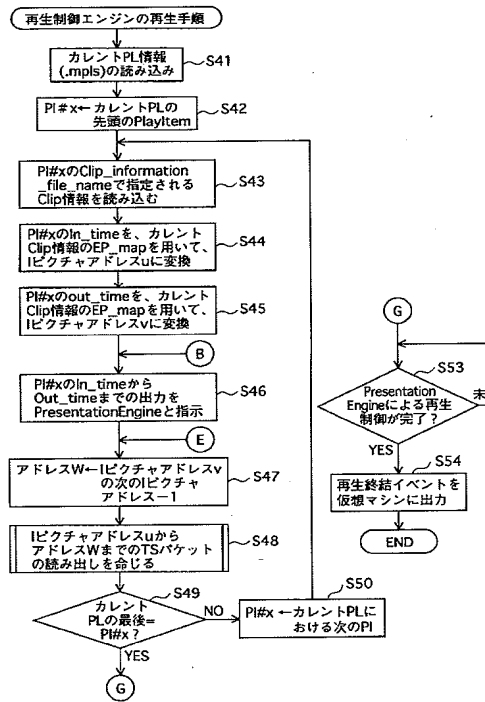 再生制御エンジンの再生手順
カレントPL情報
(.mpls)の読み込み
S41
PI#x←カレントPLの
先頭のPlayItem
S42
PI#xのClip_information
_file_nameで指定される
Clip情報を読み込む
S43
PI#xのIn_timeを、カレント
Clip情報のEP_mapを用いて、
Iピクチャアドレスuに変換
S44
PI#xのout_timeを、カレント
Clip情報のEP_mapを用いて、
Iピクチャアドレスvに変換
S45
B
PI#xのIn_timeから
Out_timeまでの出力を
PresentationEngineと指示
S46
E
アドレスW←Iピクチャアドレスv
の次のIピクチャ
アドレス－1
S47
Iピクチャアドレスuから
アドレスWまでのTSパケット
の読み出しを命じる
S48
カレント
PLの最後=
PI#x?
S49
NO
YES
G
PI#x ←カレントPLに
おける次のPI
S50
G
Presentation
Engineによる再生
制御が完了?
S53
未
YES
再生終結イベントを
仮想マシンに出力
S54
END